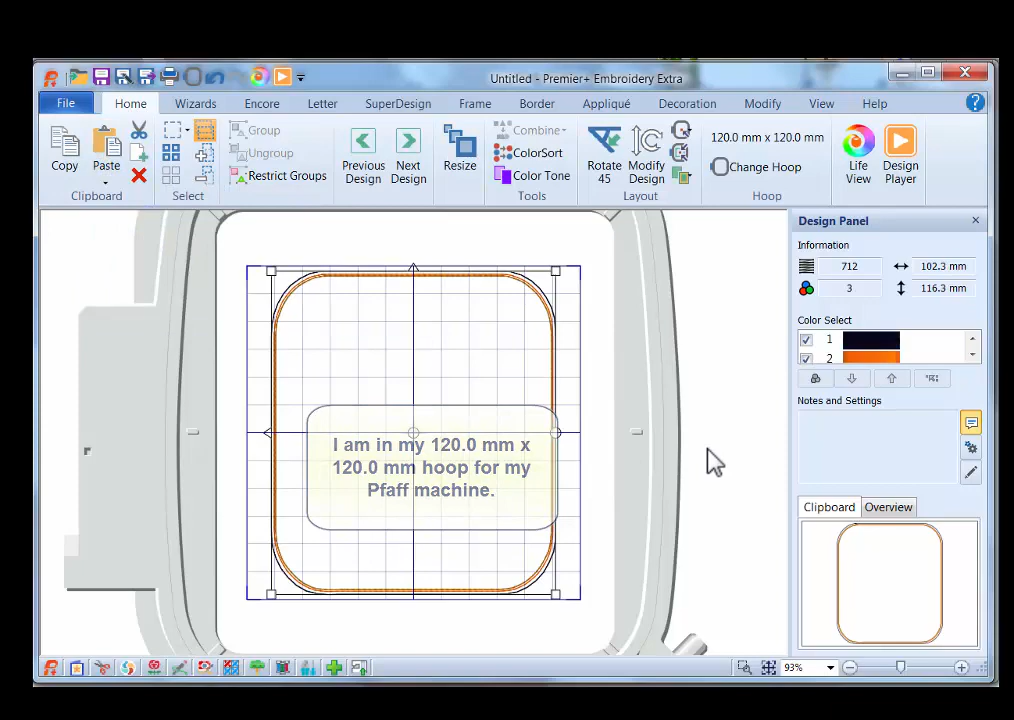 Untitled - Premier+ Embroidery Extra
File Home Wizards Encore Letter SuperDesign Frame Border Appliqué Decoration Modify View Help
Copy
Paste
Clipboard
Select
Group
Ungroup
Restrict Groups
Previous
Design
Next
Design
Resize
Combine
ColorSort
Color Tone
Tools
Rotate
45
Modify
Design
Layout
120.0 mm x 120.0 mm
Change Hoop
Hoop
Life
View
Design
Player
I am in my 120.0 mm x
120.0 mm hoop for my
Pfaff machine.
Design Panel
Information
712 102.3 mm
3 116.3 mm
Color Select
1
2
Notes and Settings
Clipboard Overview
93%